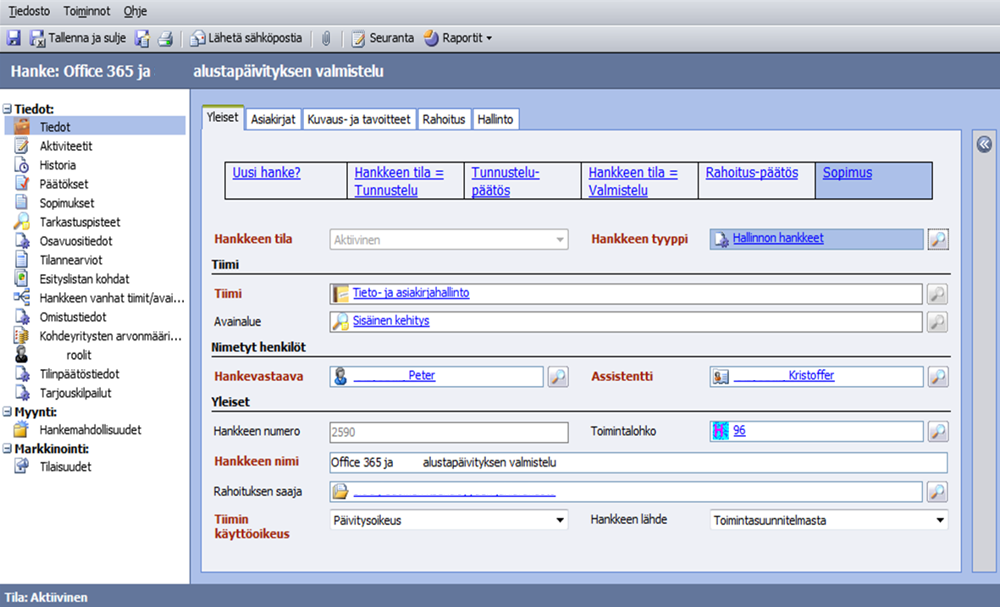 Tiedosto Toiminnot Ohje
Tallenna ja sulje Lähetä sähköpostia Seuranta Raportit
Hanke: Office 365 ja alustapäivityksen valmistelu
Tiedot:
Tiedot
Aktiviteetit
Historia
Päätökset
Sopimukset
Tarkastuspisteet
Osavuositiedot
Tilannearviot
Esityslistan kohdat
Hankkeen vanhat tiimit/avai...
Omistustiedot
Kohdeyritysten arvonmääri...
roolit
Tilinpäätöstiedot
Tarjouskilpailut
Myynti:
Hankemahdollisuudet
Markkinointi:
Tilaisuudet
Yleiset Asiakirjat Kuvaus- ja tavoitteet Rahoitus Hallinto
Uusi hanke? Hankkeen tila = Tunnustelu- Hankkeen tila = Rahoitus-päätös Sopimus
Tunnustelu päätös Valmistelu
Hankkeen tila Aktiivinen Hankkeen tyyppi Hallinnon hankkeet
Tiimi
Tiimi Tieto- ja asiakirjahallinto
Avainalue Sisäinen kehitys
Nimetyt henkilöt
Hankevastaava Peter Assistentti Kristoffer
Yleiset
Hankkeen numero 2590 Toimintalohko 96
Hankkeen nimi Office 365 ja alustapäivityksen valmistelu
Rahoituksen saaja
Tiimin Päivitysoikeus Hankkeen lähde Toimintasuunnitelmasta
käyttöoikeus
Tila: Aktiivinen